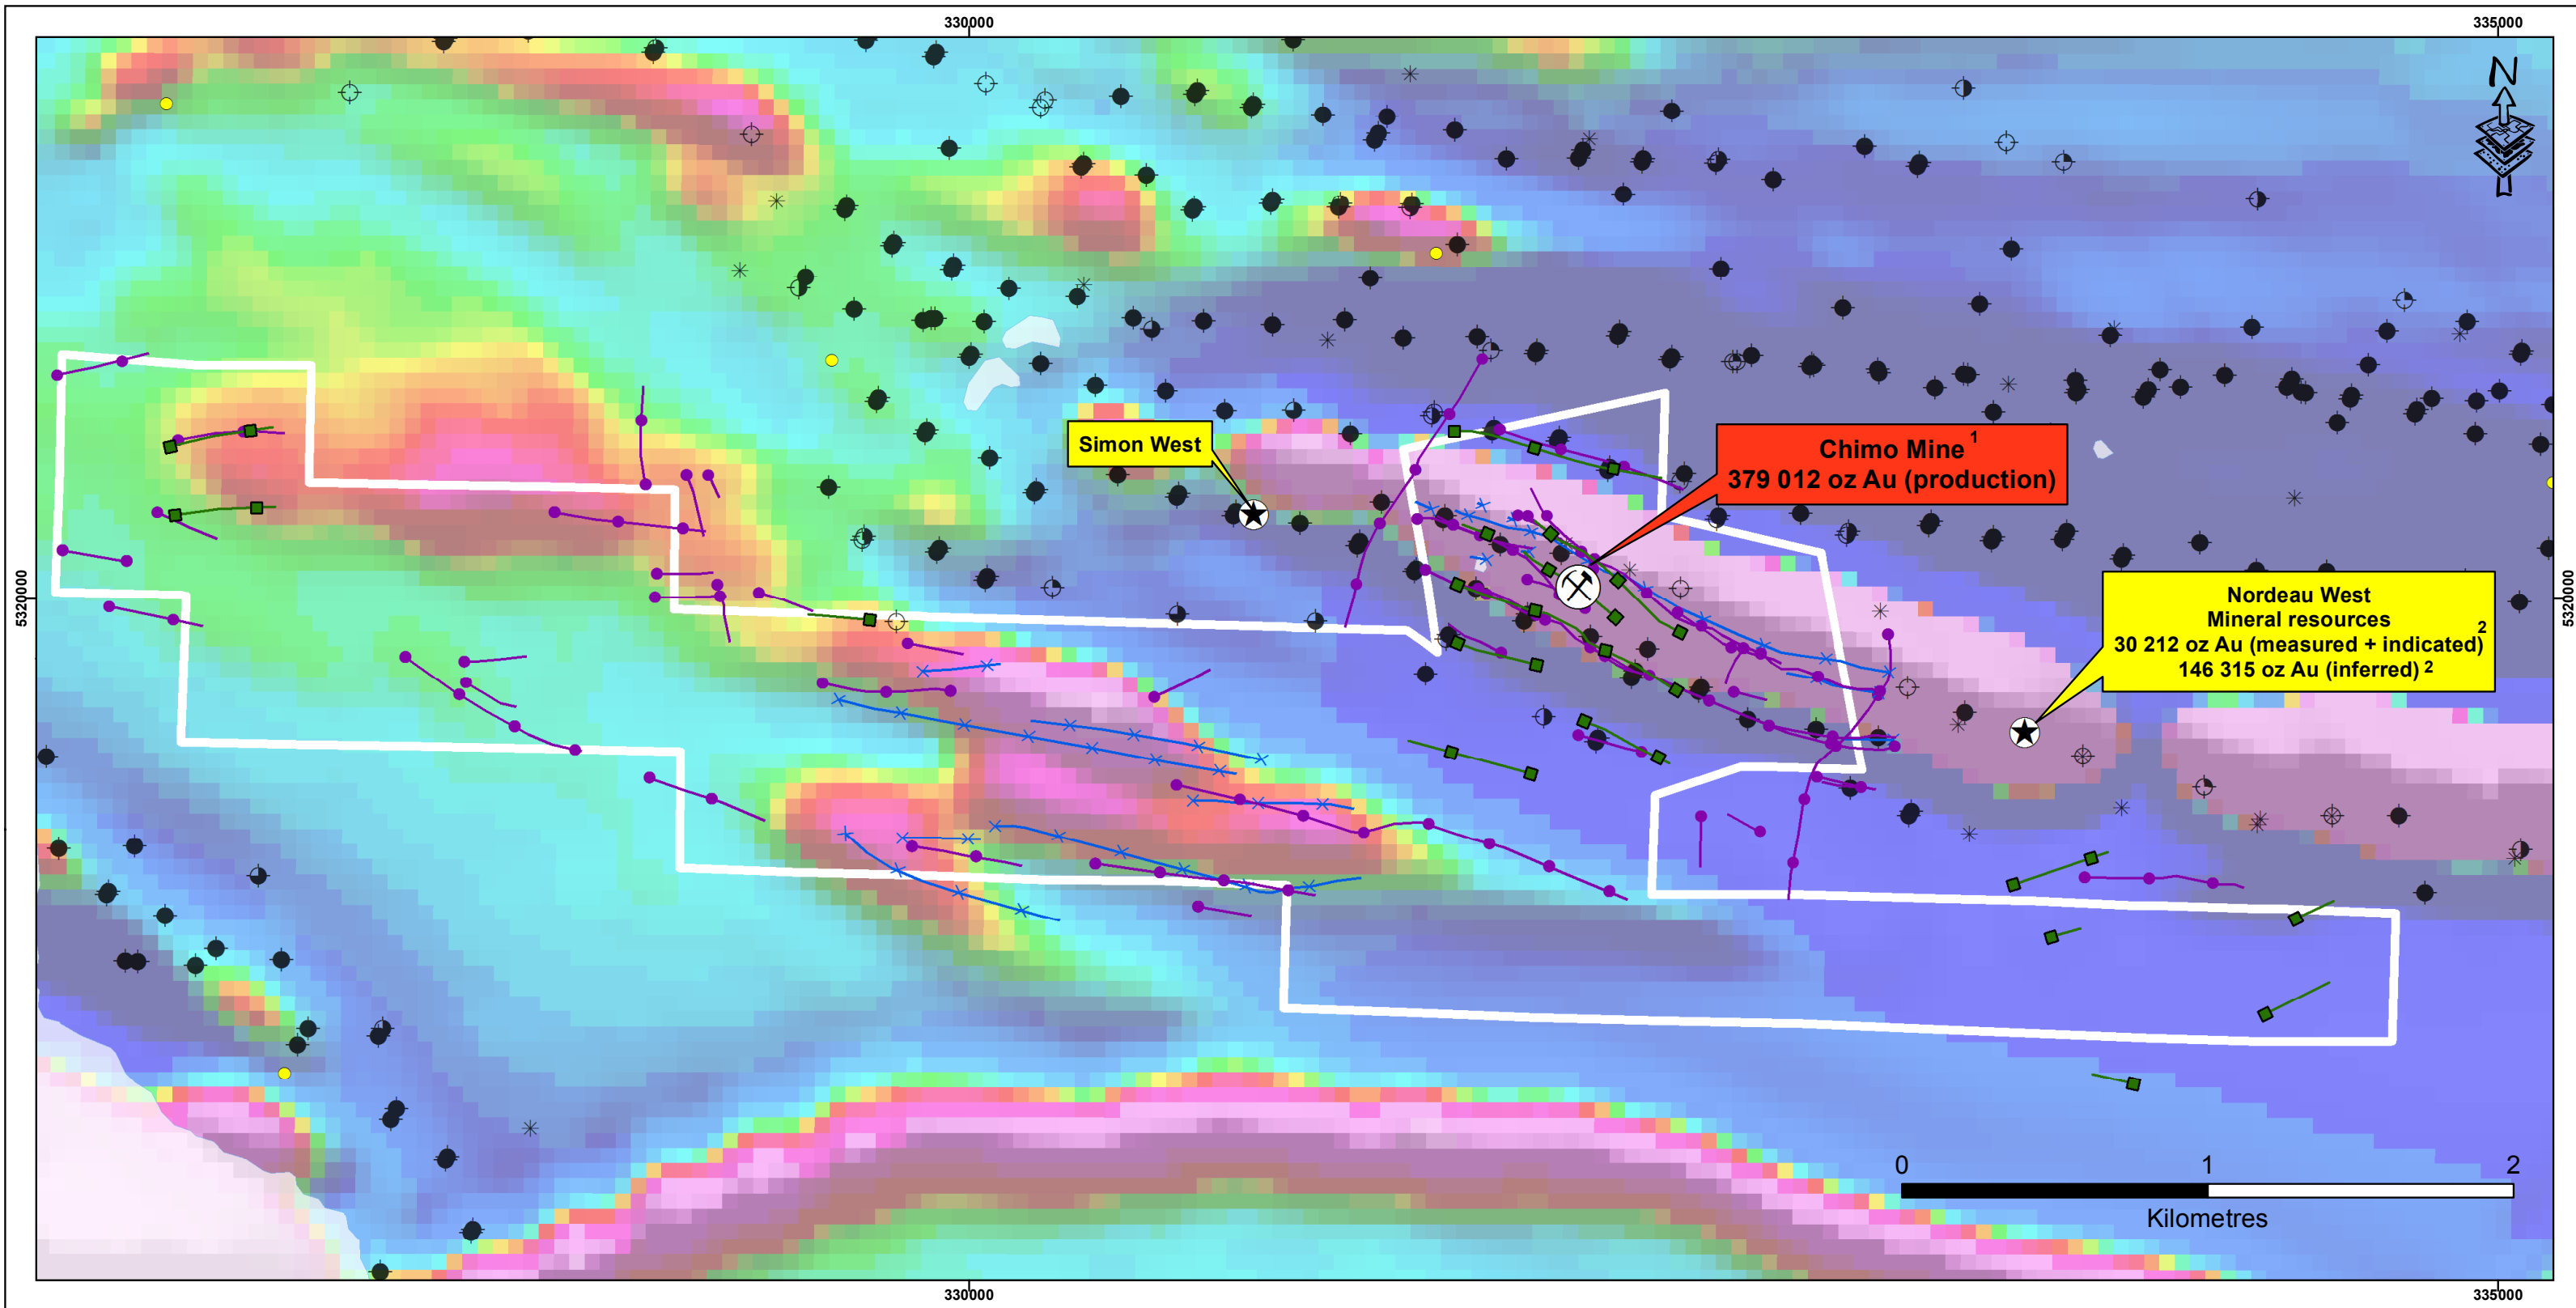 330000
335000
N
Simon West
Chimo Mine 1
379 012 oz Au (production)
5320000
5320000
Nordeau West
Mineral resources
30 212 oz Au (measured + indicated) 2
146 315 oz Au (inferred) 2
0 1 2
Kilometres
330000
335000